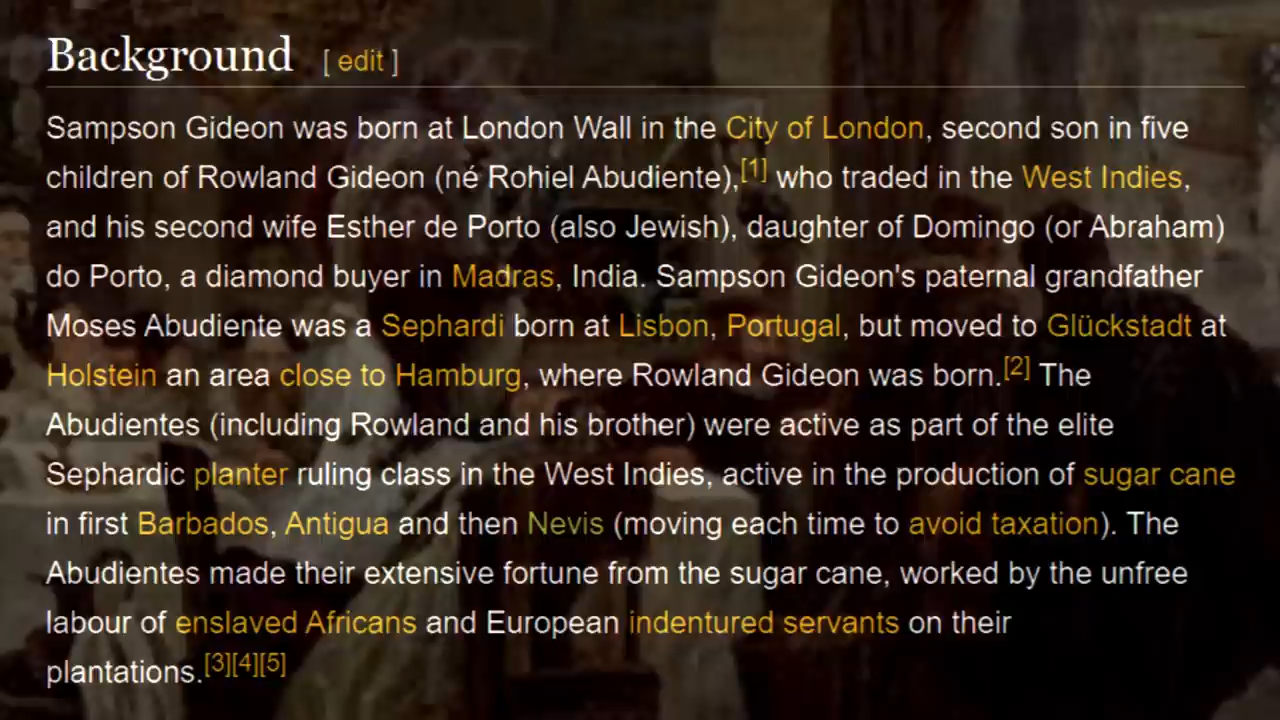 Background [ edit ]
Sampson Gideon was born at London Wall in the City of London, second son in five
children of Rowland Gideon (né Rohiel Abudiente),[1] who traded in the West Indies,
and his second wife Esther de Porto (also Jewish), daughter of Domingo (or Abraham)
do Porto, a diamond buyer in Madras, India. Sampson Gideon's paternal grandfather
Moses Abudiente was a Sephardi born at Lisbon, Portugal, but moved to Glückstadt at
Holstein an area close to Hamburg, where Rowland Gideon was born.[2] The
Abudientes (including Rowland and his brother) were active as part of the elite
Sephardic planter ruling class in the West Indies, active in the production of sugar cane
in first Barbados, Antigua and then Nevis (moving each time to avoid taxation). The
Abudientes made their extensive fortune from the sugar cane, worked by the unfree
labour of enslaved Africans and European indentured servants on their
plantations.[3][4][5]